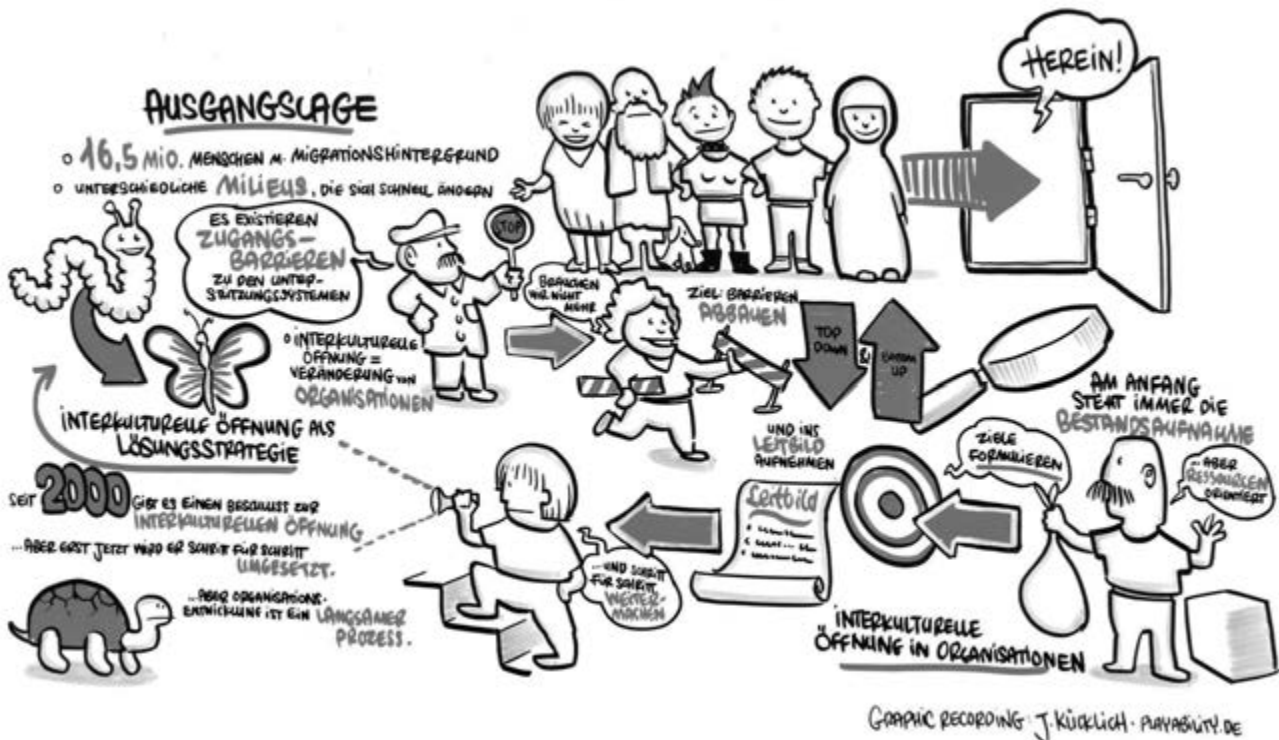 AUSGANGSLAGE
16,5 MIO. MENSCHEN M. MIGRATIONSHINTERGRUND
UNTERSCHIEDLICHE MILIEUS, DIE SICH SCHNELL ÄNDERN
ES EXISTIEREN
ZUGANGS-
BARRIEREN
ZU DEN UNTER-
STÜTZUNGSSYSTEMEN
STOP
HEREIN!
INTERKULTURELLE
ÖFFNUNG =
VERÄNDERUNG VON
ORGANISATIONEN
INTERKULTURELLE ÖFFNUNG ALS
LÖSUNGSSTRATEGIE
BRAUCHEN
WIR NICHT
MEHR
ZIEL: BARRIEREN
ABBAUEN
TOP
DOWN
&
BOTTOM
UP
UND INS
LEITBILD
AUFNEHMEN
AM ANFANG
STEHT IMMER DIE
BESTANDSAUFNAHME
... ABER
RESSOURCEN
ORIENTIERT
ZIELE
FORMULIEREN
Leitbild
... UND SCHRITT
FÜR SCHRITT
WEITER-
MACHEN
SEIT 2000 GIBT ES EINEN BESCHLUSS ZUR
INTERKULTURELLEN ÖFFNUNG
...ABER ERST JETZT WIRD ER SCHRITT FÜR SCHRITT
UMGESETZT.
...ABER ORGANISATIONS-
ENTWICKLUNG IST EIN LANGSAMER
PROZESS.
INTERKULTURELLE
ÖFFNUNG IN ORGANISATIONEN
GRAPHIC RECORDING: J. KÜCKLICH · PLAYABILITY.DE